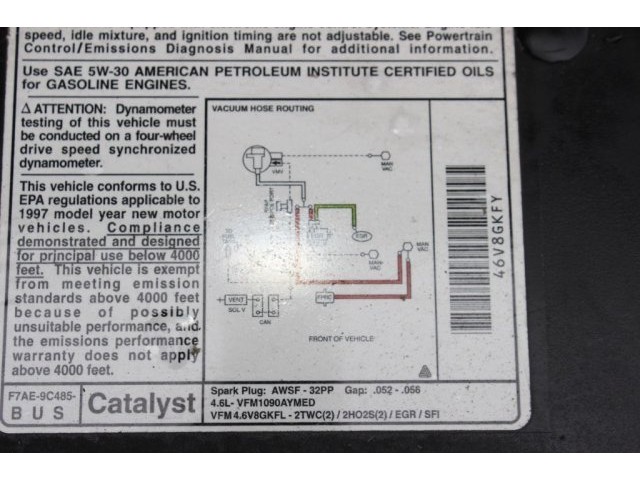 speed, idle mixture, and ignition timing are not adjustable. See Powertrain
Control/Emissions Diagnosis Manual for additional information.
Use SAE 5W-30 AMERICAN PETROLEUM INSTITUTE CERTIFIED OILS
for GASOLINE ENGINES.
⚠ ATTENTION: Dynamometer
testing of this vehicle must
be conducted on a four-wheel
drive speed synchronized
dynamometer.
This vehicle conforms to U.S.
EPA regulations applicable to
1997 model year new motor
vehicles. Compliance
demonstrated and designed
for principal use below 4000
feet. This vehicle is exempt
from meeting emission
standards above 4000 feet
because of possibly
unsuitable performance, and
the emissions performance
warranty does not apply
above 4000 feet.
VACUUM HOSE ROUTING
VMV
MAN
VAC
EGR
MAN
VAC
MAN
VAC
VENT
SOL V
CAN
FPRC
FRONT OF VEHICLE
46V8GKFY
F7AE-9C485-
BUS
Catalyst
Spark Plug: AWSF - 32PP Gap: .052 - .056
4.6L- VFM1090AYMED
VFM4.6V8GKFL - 2TWC(2) / 2HO2S(2) / EGR / SFI